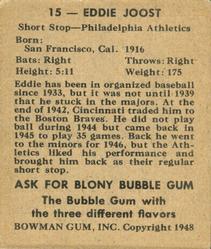 15 — EDDIE JOOST
Short Stop—Philadelphia Athletics
Born:
San Francisco, Cal. 1916
Bats: Right Throws: Right
Height: 5:11 Weight: 175
Eddie has been in organized baseball
since 1933, but it was not until 1939
that he stuck in the majors. At the
end of 1942, Cincinnati traded him to
the Boston Braves. He did not play
ball during 1944 but came back in
1945 to play 35 games. Back he went
to the minors for 1946, but the Ath-
letics liked his performance and
brought him back as their regular
short stop.
ASK FOR BLONY BUBBLE GUM
The Bubble Gum with
the three different flavors
BOWMAN GUM, INC. Copyright 1948